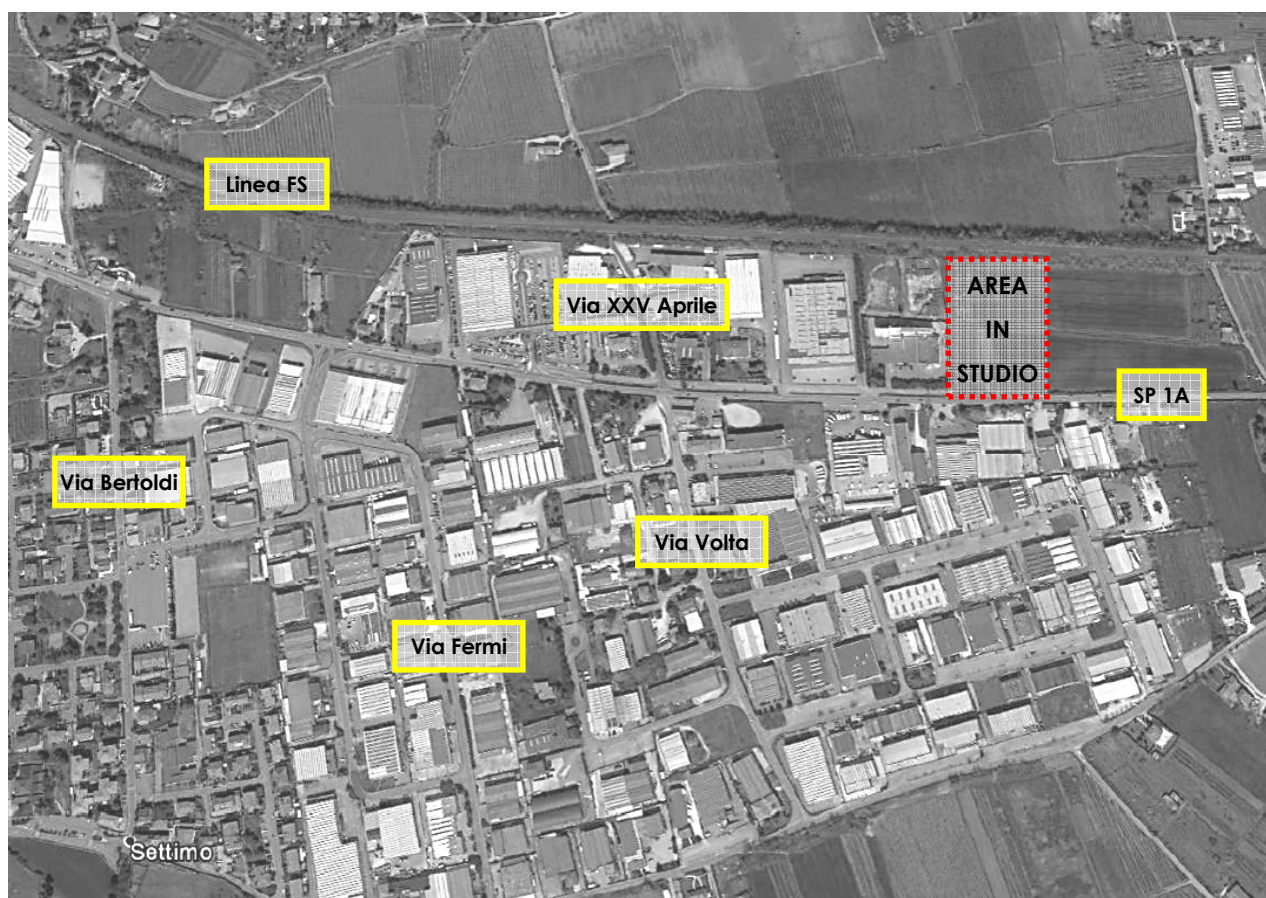 Linea FS
Via XXV Aprile
AREA
IN
STUDIO
SP 1A
Via Bertoldi
Via Volta
Via Fermi
Settimo